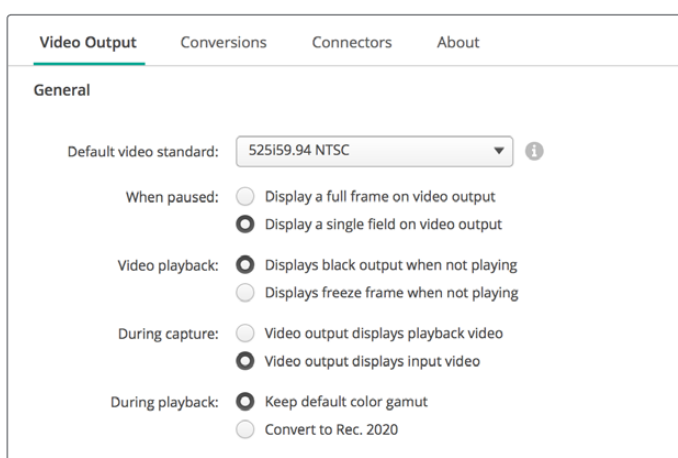 Video Output Conversions Connectors About
General
Default video standard: 525i59.94 NTSC
When paused: Display a full frame on video output
Display a single field on video output
Video playback: Displays black output when not playing
Displays freeze frame when not playing
During capture: Video output displays playback video
Video output displays input video
During playback: Keep default color gamut
Convert to Rec. 2020